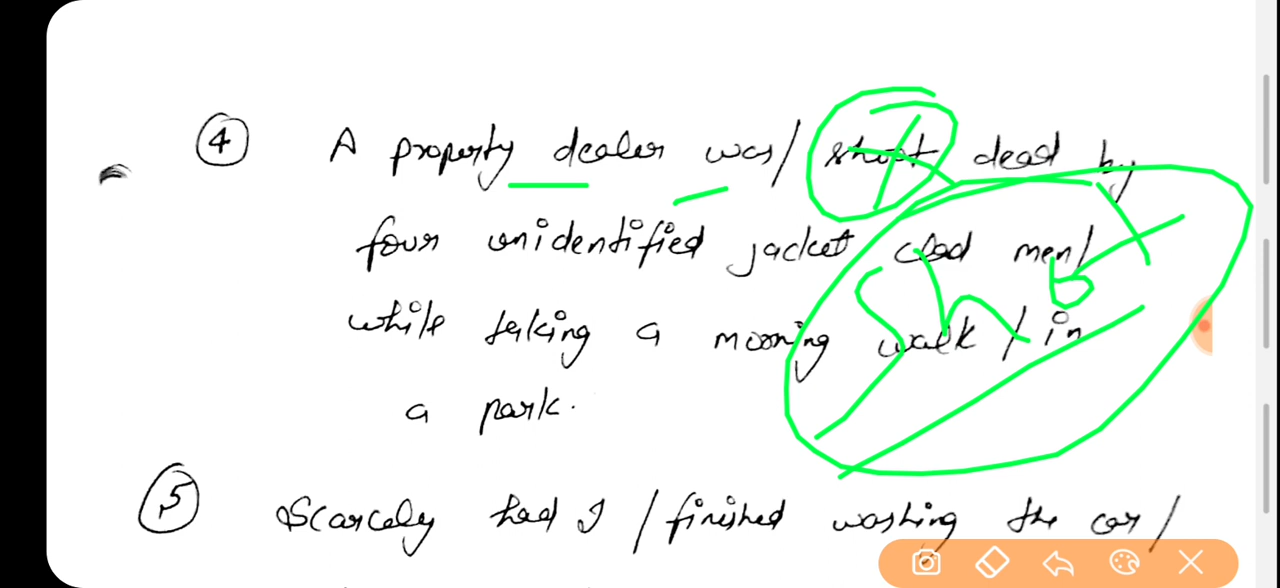 4 A property dealer was/ shoot dead by
four unidentified jacket clad men/
while taking a morning walk / in
a park.
5 Scarcely had I / finished washing the car /